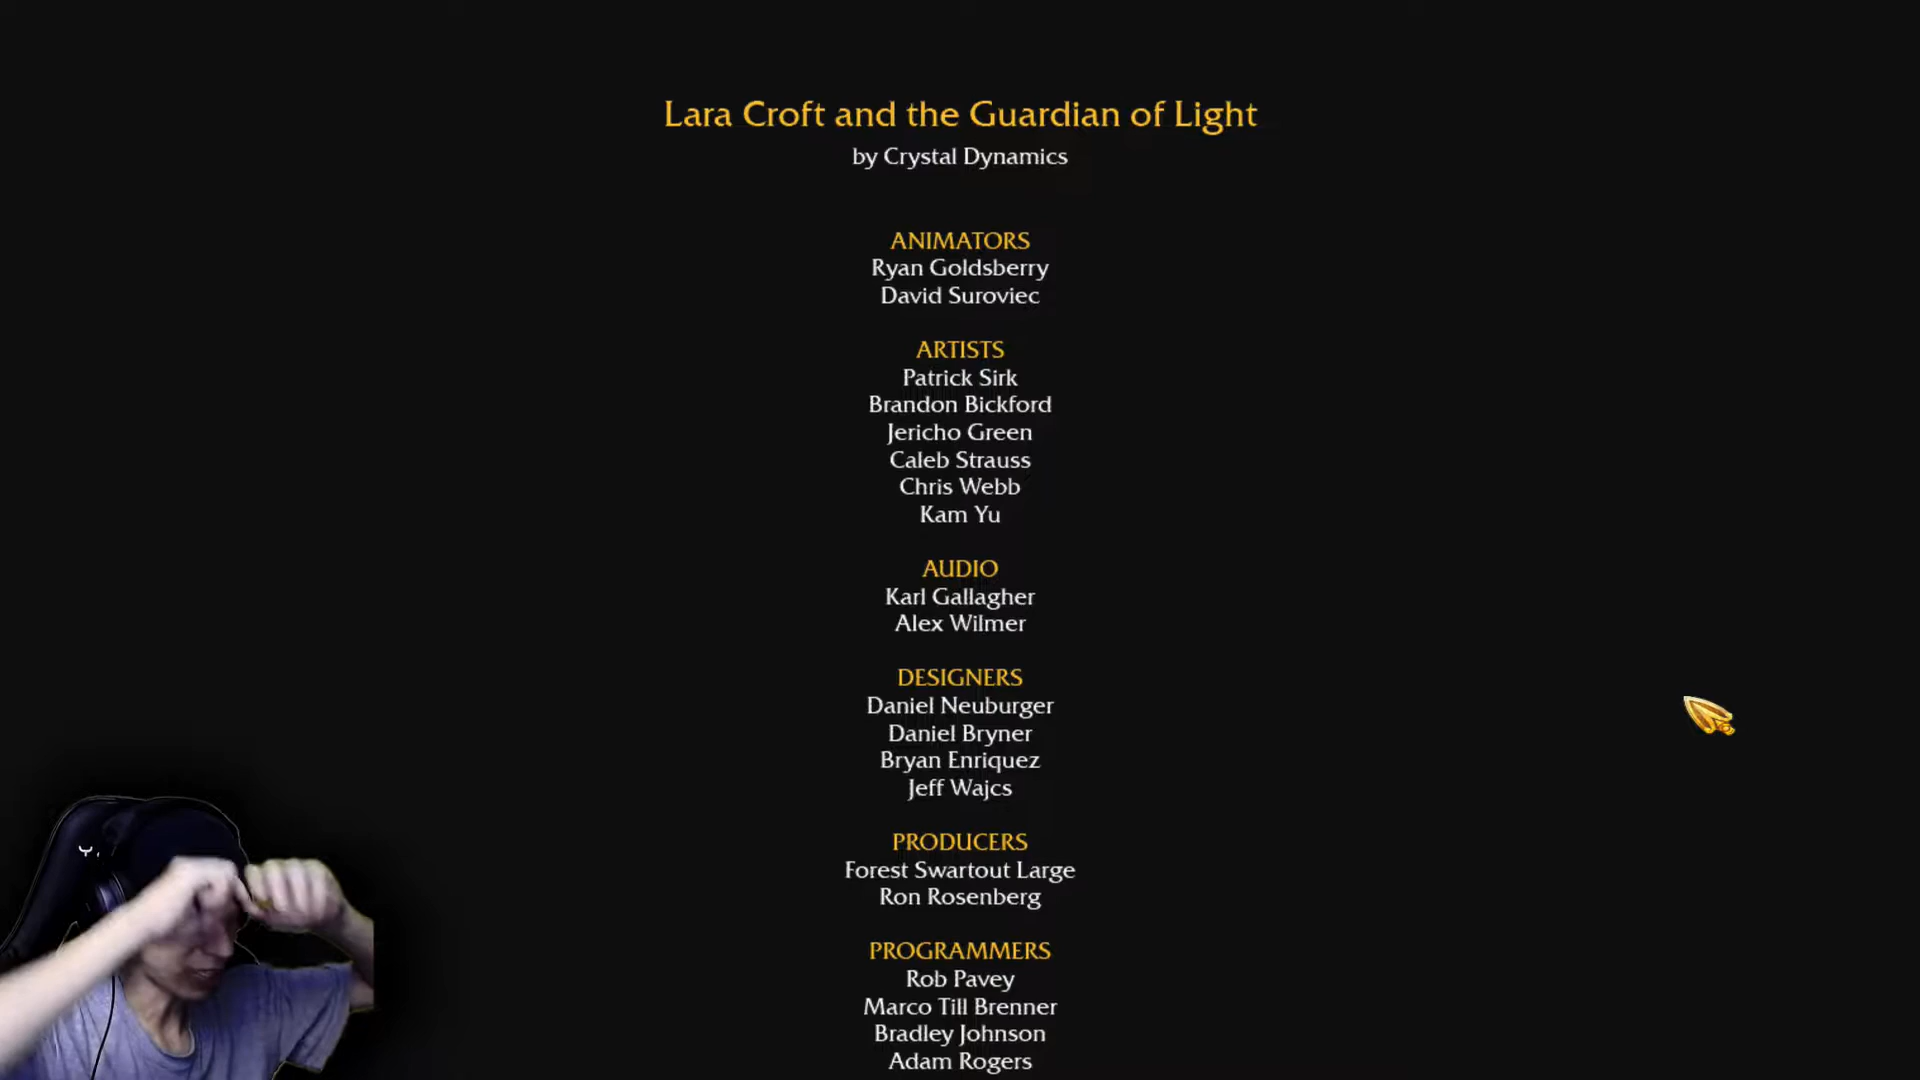 Lara Croft and the Guardian of Light
by Crystal Dynamics
ANIMATORS
Ryan Goldsberry
David Suroviec
ARTISTS
Patrick Sirk
Brandon Bickford
Jericho Green
Caleb Strauss
Chris Webb
Kam Yu
AUDIO
Karl Gallagher
Alex Wilmer
DESIGNERS
Daniel Neuburger
Daniel Bryner
Bryan Enriquez
Jeff Wajcs
PRODUCERS
Forest Swartout Large
Ron Rosenberg
PROGRAMMERS
Rob Pavey
Marco Till Brenner
Bradley Johnson
Adam Rogers